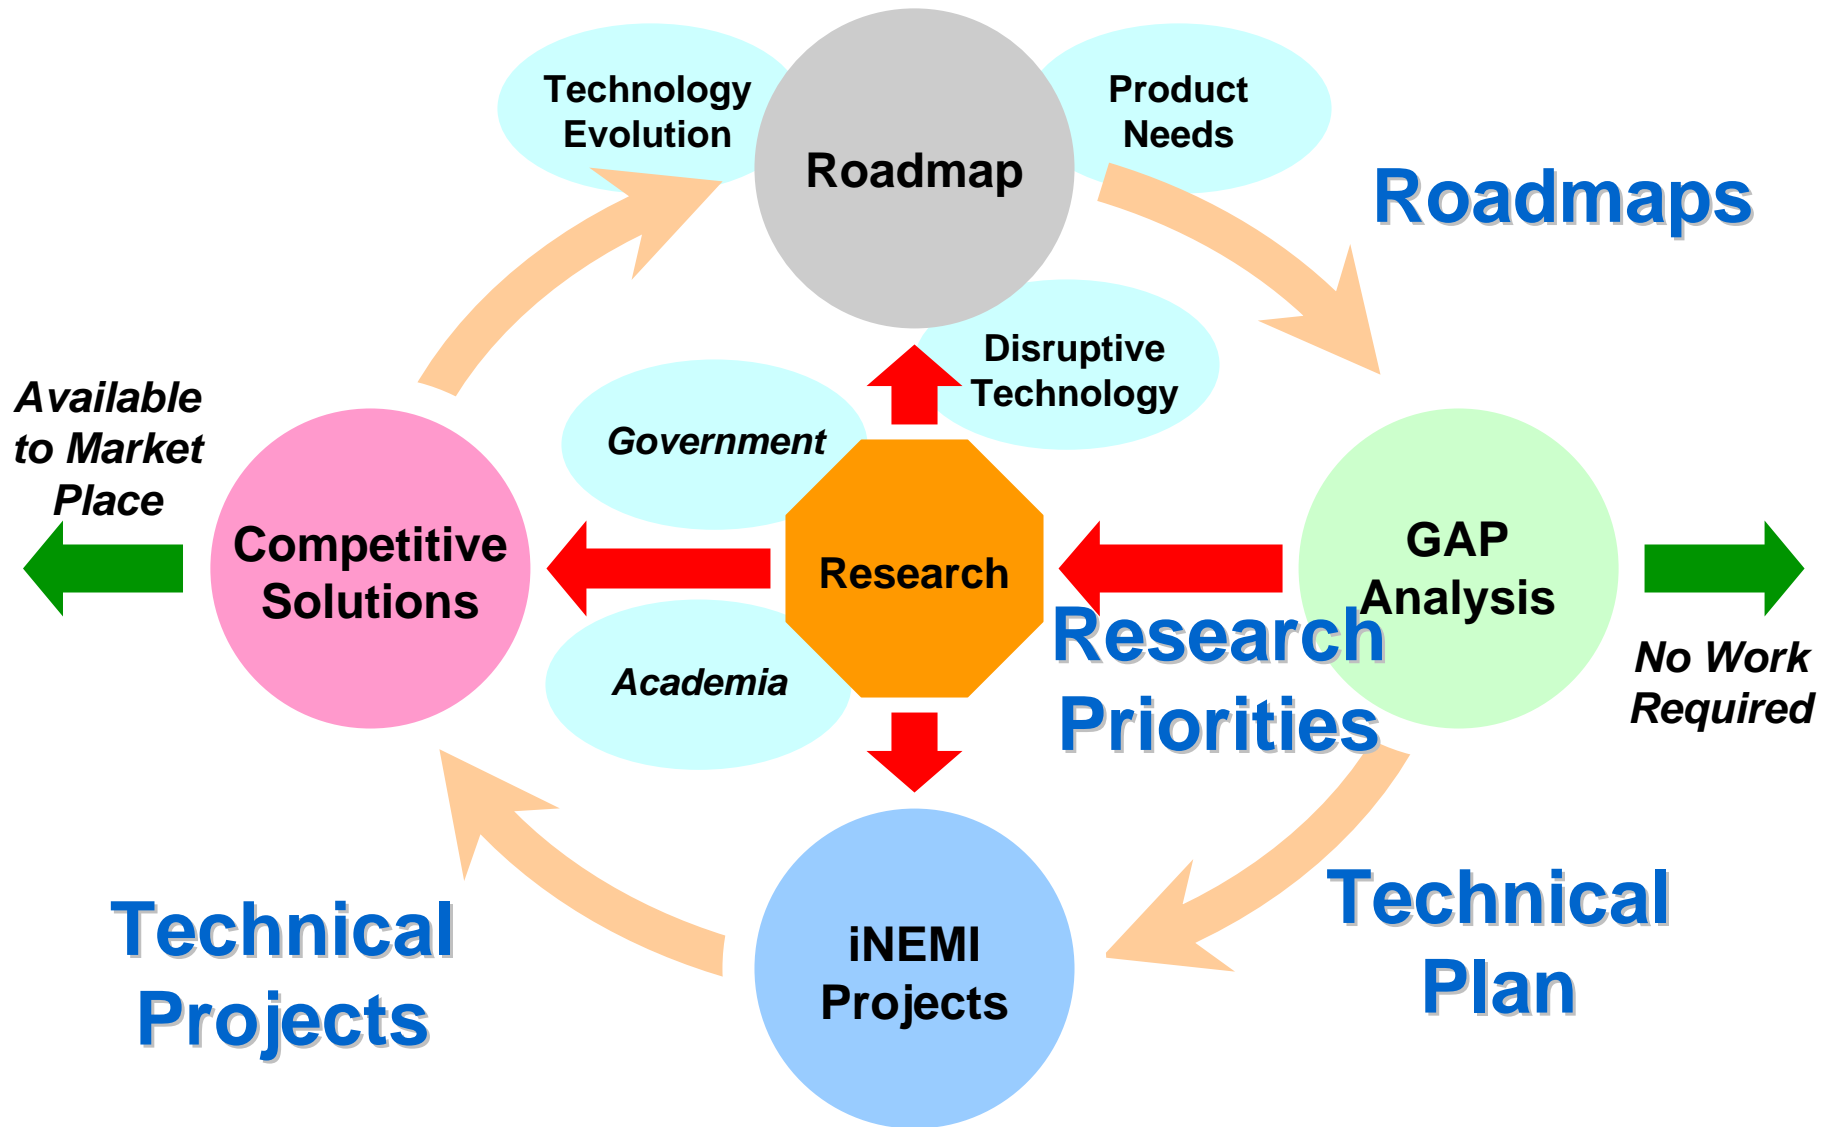 Technology
Evolution
Roadmap
Product
Needs
Roadmaps
Disruptive
Technology
Available
to Market
Place
Government
Competitive
Solutions
Research
GAP
Analysis
Academia
Research
Priorities
No Work
Required
Technical
Projects
iNEMI
Projects
Technical
Plan